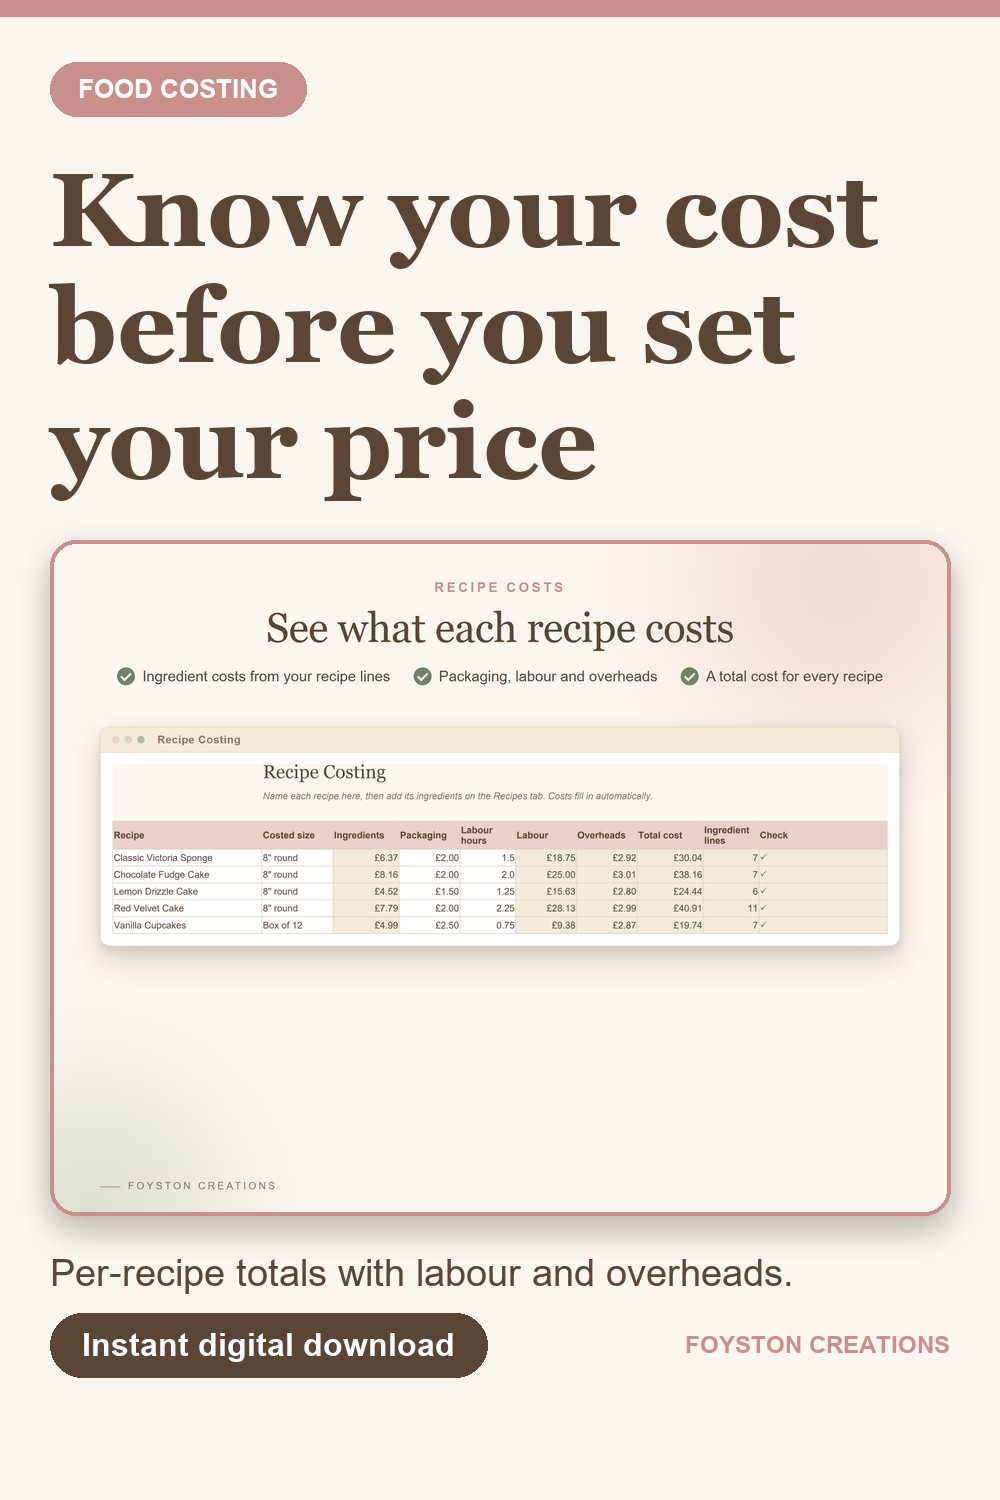 FOOD COSTING
Know your cost
before you set
your price
RECIPE COSTS
See what each recipe costs
Ingredient costs from your recipe lines Packaging, labour and overheads A total cost for every recipe
Recipe Costing
Recipe Costing
Name each recipe here, then add its ingredients on the Recipes tab. Costs fill in automatically.
Recipe Costed size Ingredients Packaging Labour hours Labour Overheads Total cost Ingredient lines Check
Classic Victoria Sponge 8" round £6.37 £2.00 1.5 £18.75 £2.92 £30.04 7 ✓
Chocolate Fudge Cake 8" round £8.16 £2.00 2.0 £25.00 £3.01 £38.16 7 ✓
Lemon Drizzle Cake 8" round £4.52 £1.50 1.25 £15.63 £2.80 £24.44 6 ✓
Red Velvet Cake 8" round £7.79 £2.00 2.25 £28.13 £2.99 £40.91 11 ✓
Vanilla Cupcakes Box of 12 £4.99 £2.50 0.75 £9.38 £2.87 £19.74 7 ✓
FOYSTON CREATIONS
Per-recipe totals with labour and overheads.
Instant digital download
FOYSTON CREATIONS